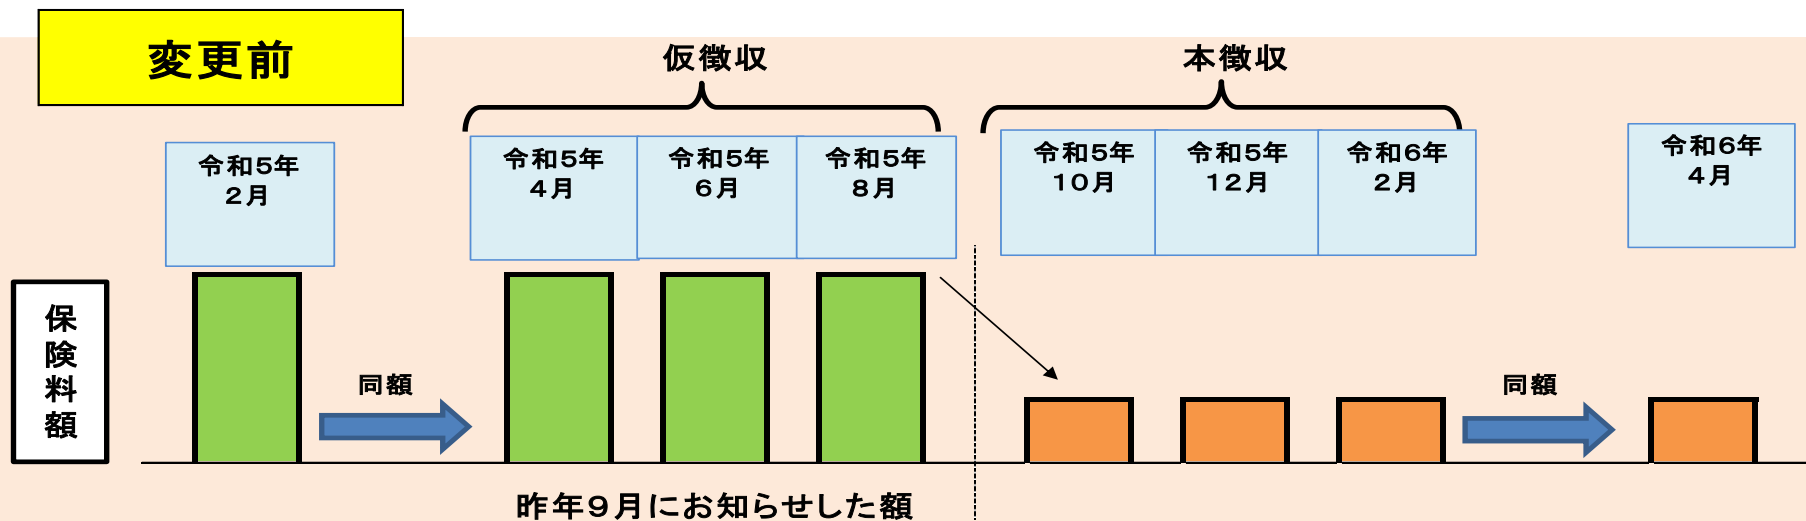 変更前
仮徴収
本徴収
令和5年
2月
令和5年
4月
令和5年
6月
令和5年
8月
令和5年
10月
令和5年
12月
令和6年
2月
令和6年
4月
保険料額
同額
同額
昨年9月にお知らせした額